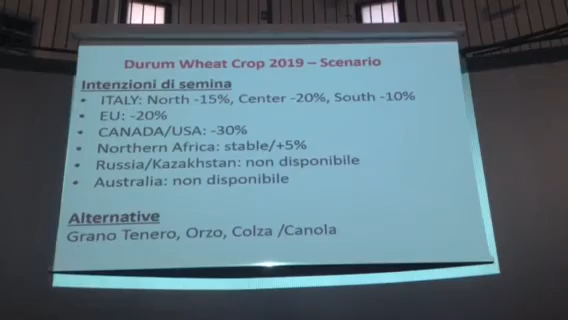 Durum Wheat Crop 2019 – Scenario
Intenzioni di semina
• ITALY: North -15%, Center -20%, South -10%
• EU: -20%
• CANADA/USA: -30%
• Northern Africa: stable/+5%
• Russia/Kazakhstan: non disponibile
• Australia: non disponibile
Alternative
Grano Tenero, Orzo, Colza /Canola